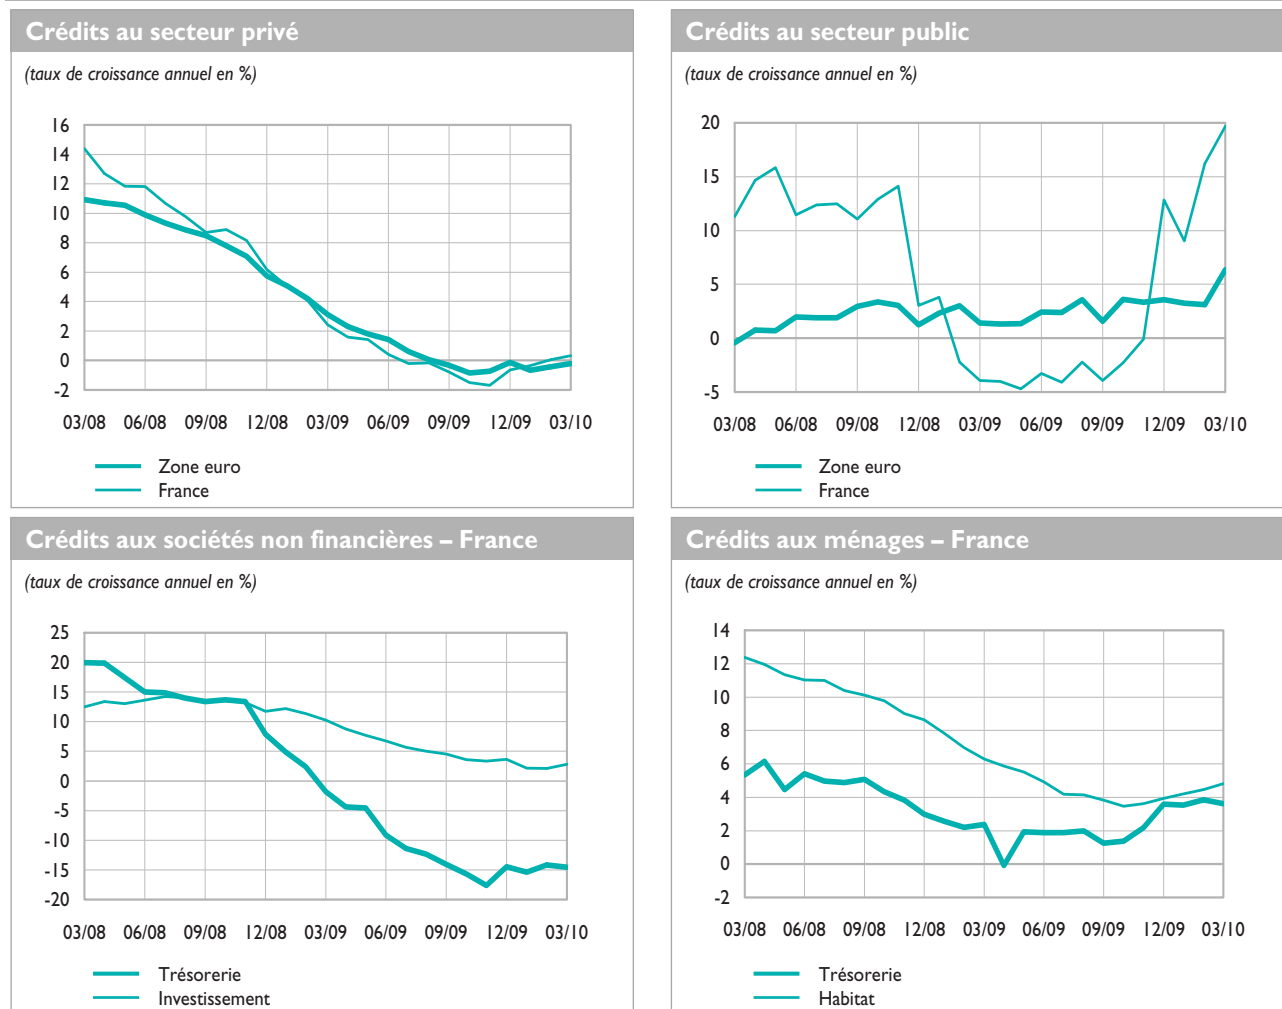 Crédits au secteur privé
(taux de croissance annuel en %)
16
14
12
10
8
6
4
2
0
-2
03/08 06/08 09/08 12/08 03/09 06/09 09/09 12/09 03/10
Zone euro
France
Crédits au secteur public
(taux de croissance annuel en %)
20
15
10
5
0
-5
03/08 06/08 09/08 12/08 03/09 06/09 09/09 12/09 03/10
Zone euro
France
Crédits aux sociétés non financières – France
(taux de croissance annuel en %)
25
20
15
10
5
0
-5
-10
-15
-20
03/08 06/08 09/08 12/08 03/09 06/09 09/09 12/09 03/10
Trésorerie
Investissement
Crédits aux ménages – France
(taux de croissance annuel en %)
14
12
10
8
6
4
2
0
-2
03/08 06/08 09/08 12/08 03/09 06/09 09/09 12/09 03/10
Trésorerie
Habitat